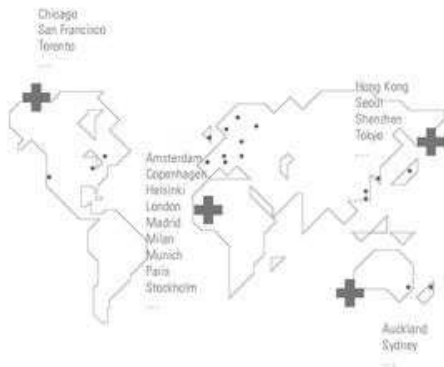 Chicago
San Francisco
Toronto
....
Hong Kong
Seoul
Shenzhen
Tokyo
....
Amsterdam
Copenhagen
Helsinki
London
Madrid
Milan
Munich
Paris
Stockholm
....
Auckland
Sydney
....